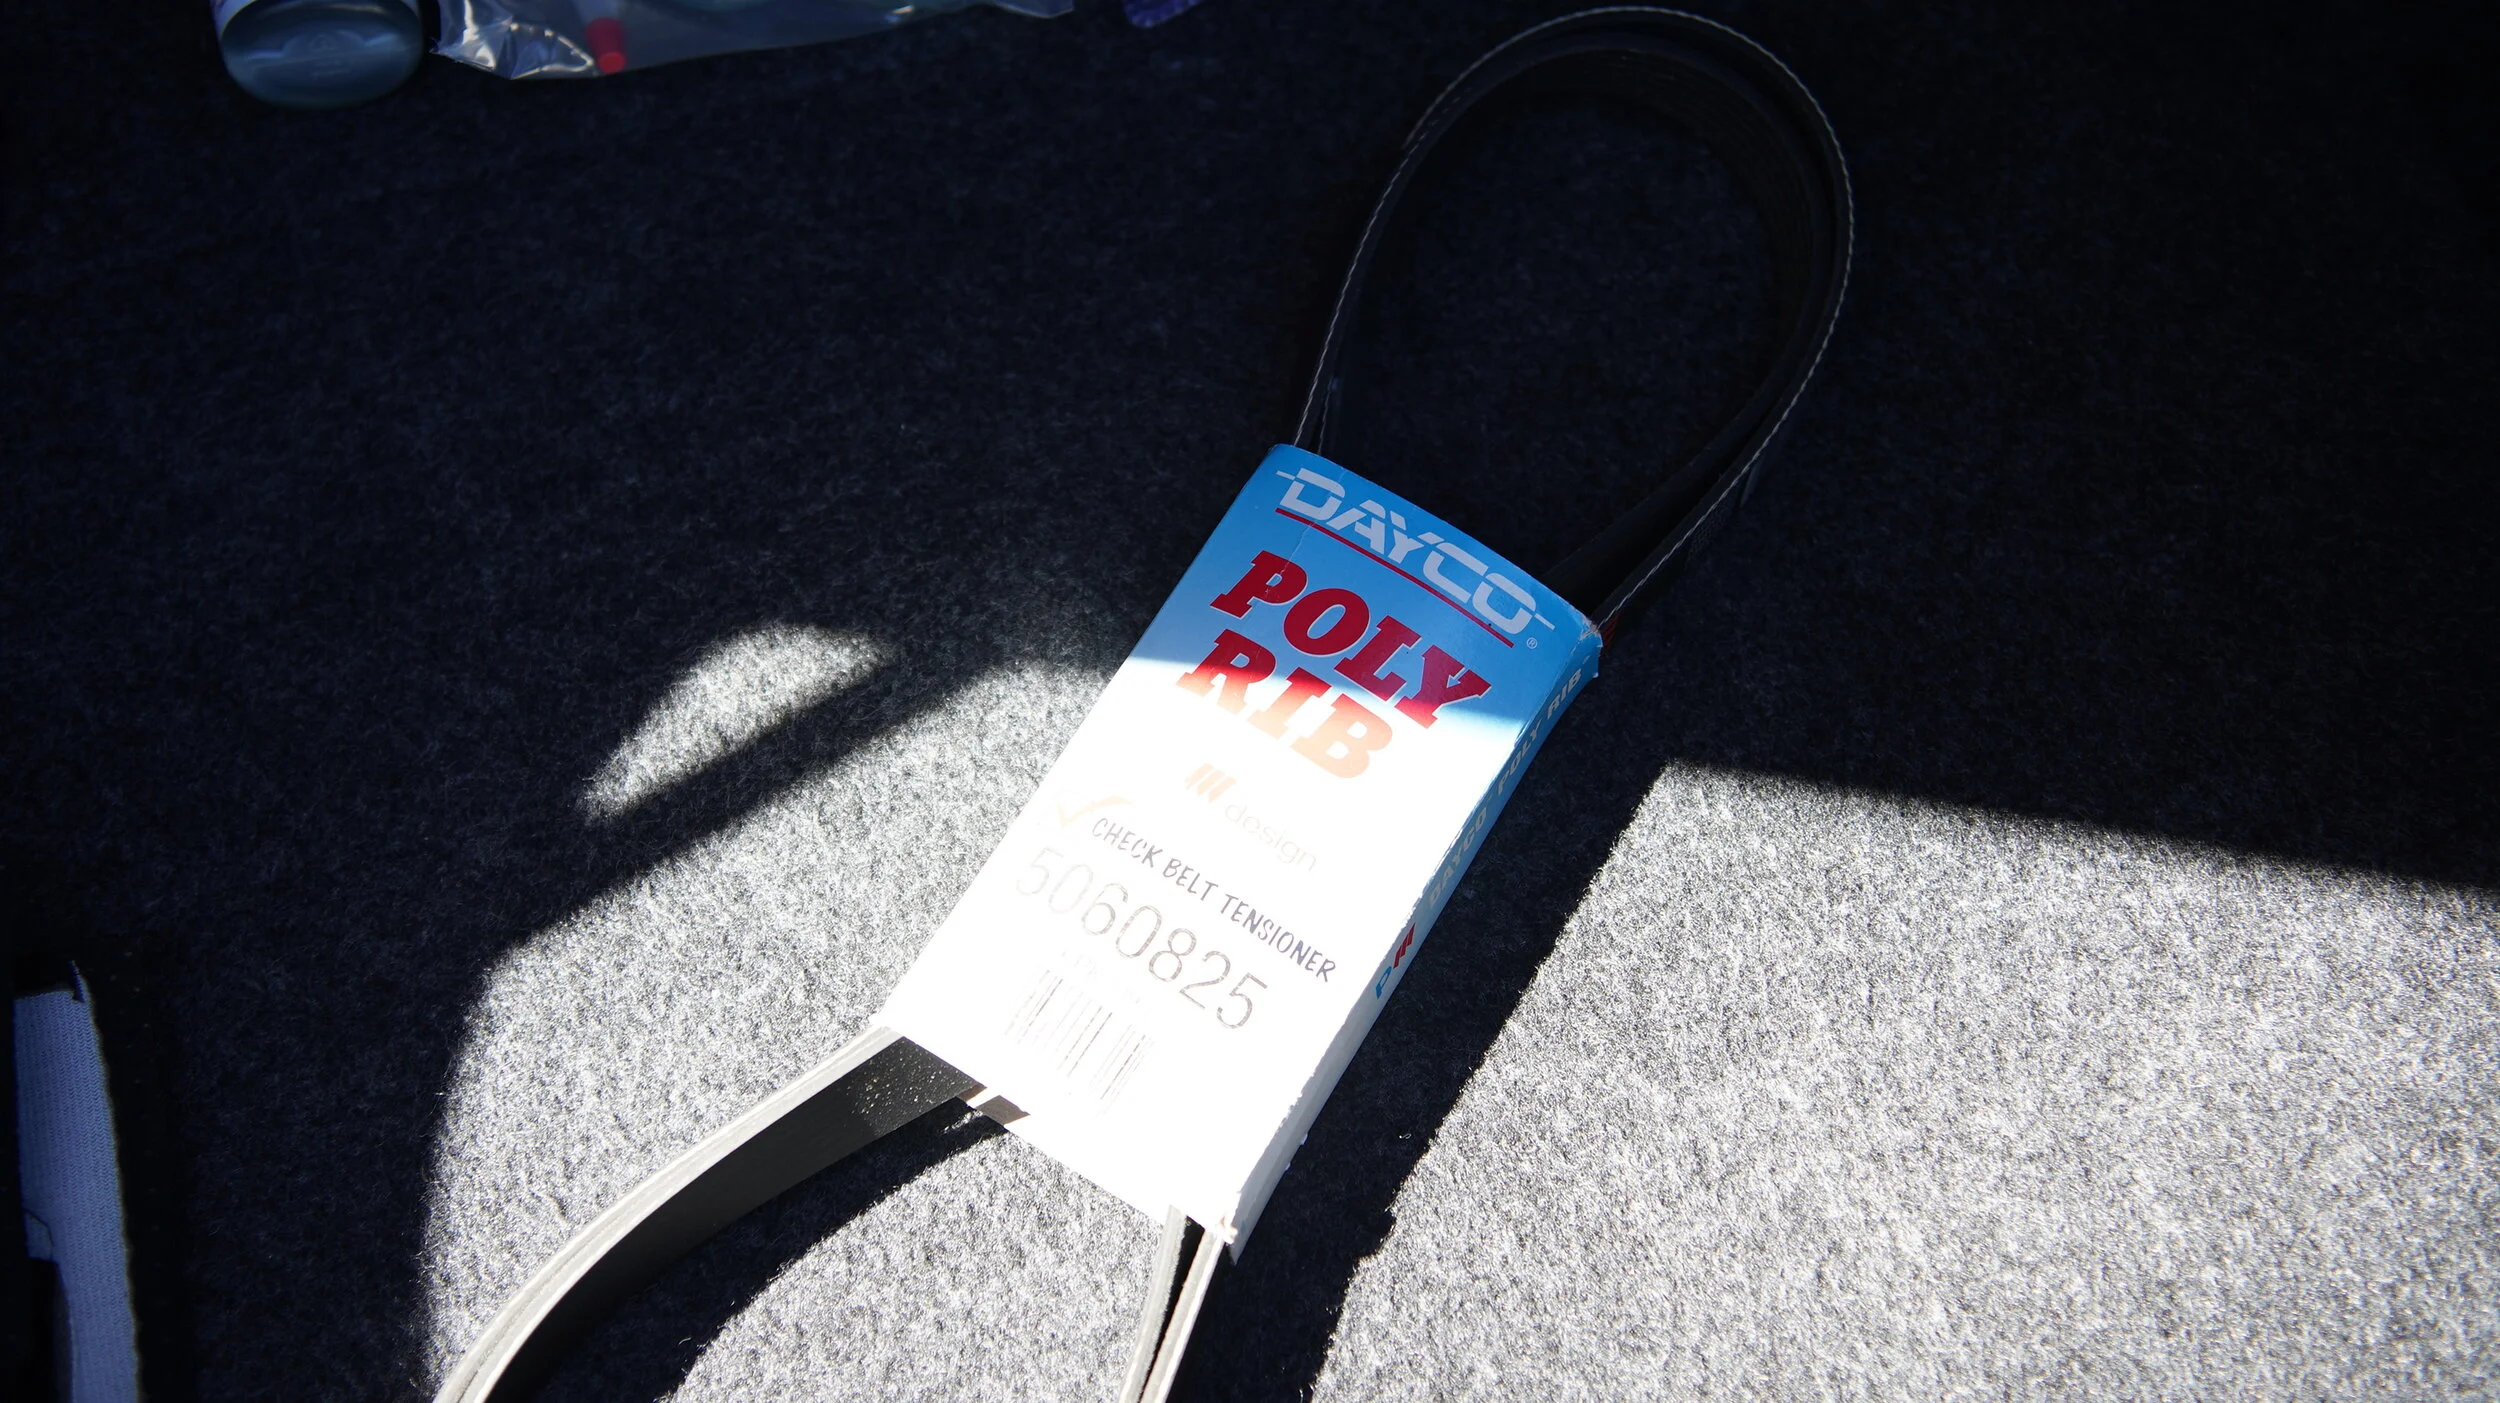 DAYCO®
POLY
RIB
design
CHECK BELT TENSIONER
5060825
DAYCO POLY RIB